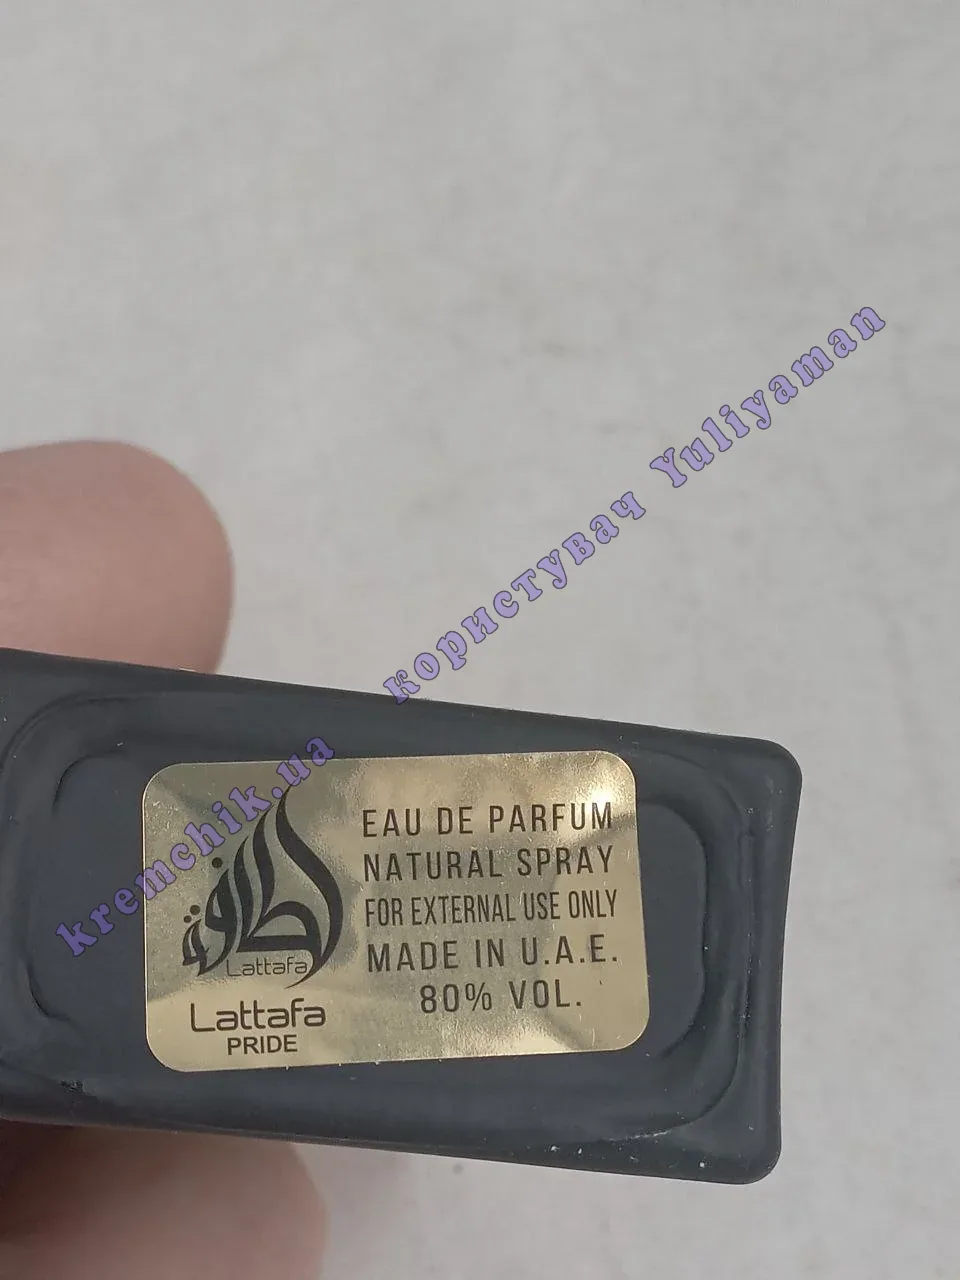 kremchik.ua користувач Yuliyaman
لطافة
Lattafa
Lattafa
PRIDE
EAU DE PARFUM
NATURAL SPRAY
FOR EXTERNAL USE ONLY
MADE IN U.A.E.
80% VOL.